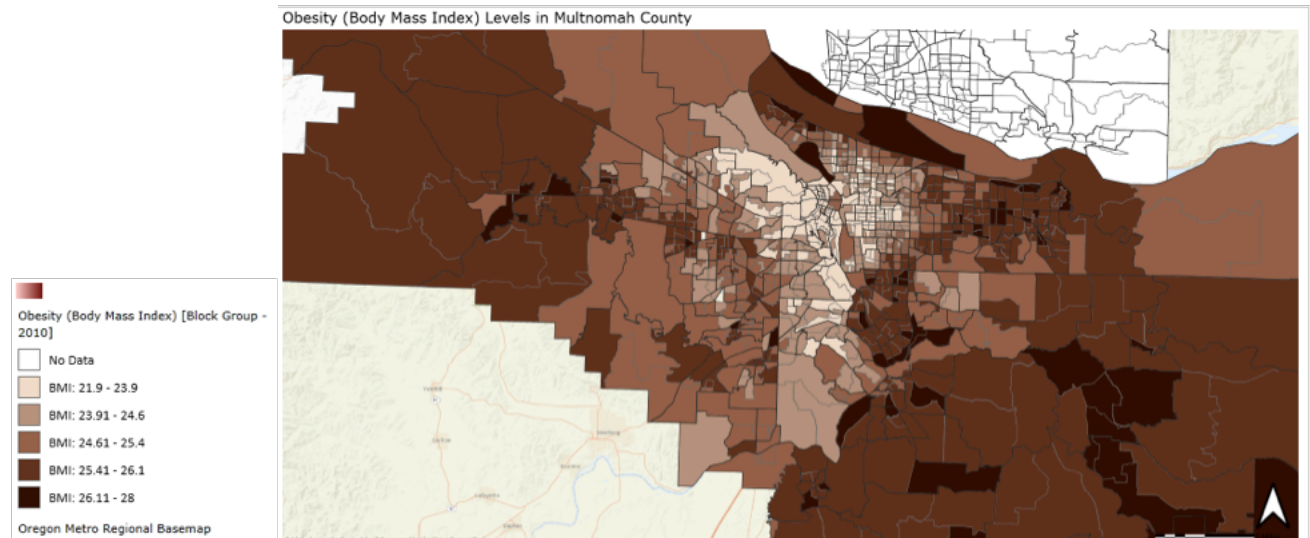 Obesity (Body Mass Index) Levels in Multnomah County
Obesity (Body Mass Index) [Block Group -
2010]
No Data
BMI: 21.9 - 23.9
BMI: 23.91 - 24.6
BMI: 24.61 - 25.4
BMI: 25.41 - 26.1
BMI: 26.11 - 28
Oregon Metro Regional Basemap